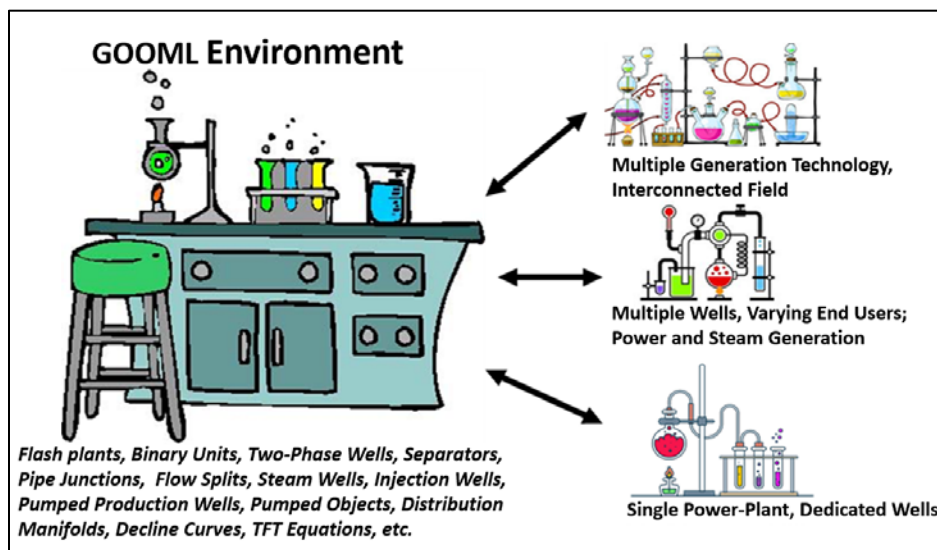 GOOML Environment
Multiple Generation Technology,
Interconnected Field
Multiple Wells, Varying End Users;
Power and Steam Generation
Flash plants, Binary Units, Two-Phase Wells, Separators,
Pipe Junctions, Flow Splits, Steam Wells, Injection Wells,
Pumped Production Wells, Pumped Objects, Distribution
Manifolds, Decline Curves, TFT Equations, etc.
Single Power-Plant, Dedicated Wells